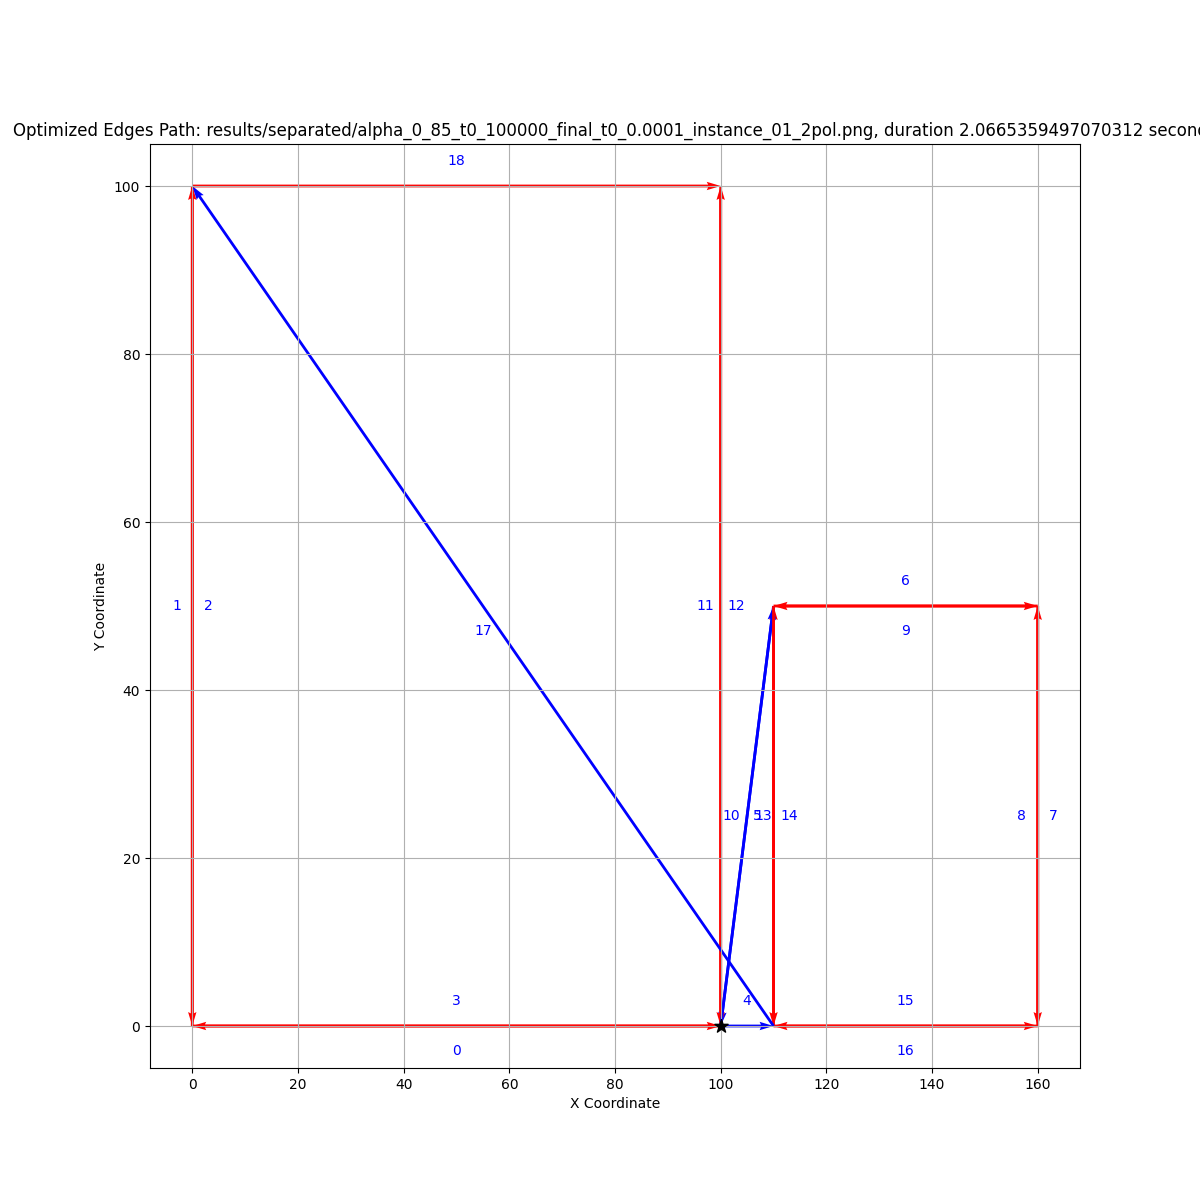 Optimized Edges Path: results/separated/alpha_0_85_t0_100000_final_t0_0.0001_instance_01_2pol.png, duration 2.0665359497070312
18
100
80
60
1 2 11 12
6
9
17
40
10 5 13 14 8 7
20
3 4 15
0
0 16
0 20 40 60 80 100 120 140 160
X Coordinate
Y Coordinate